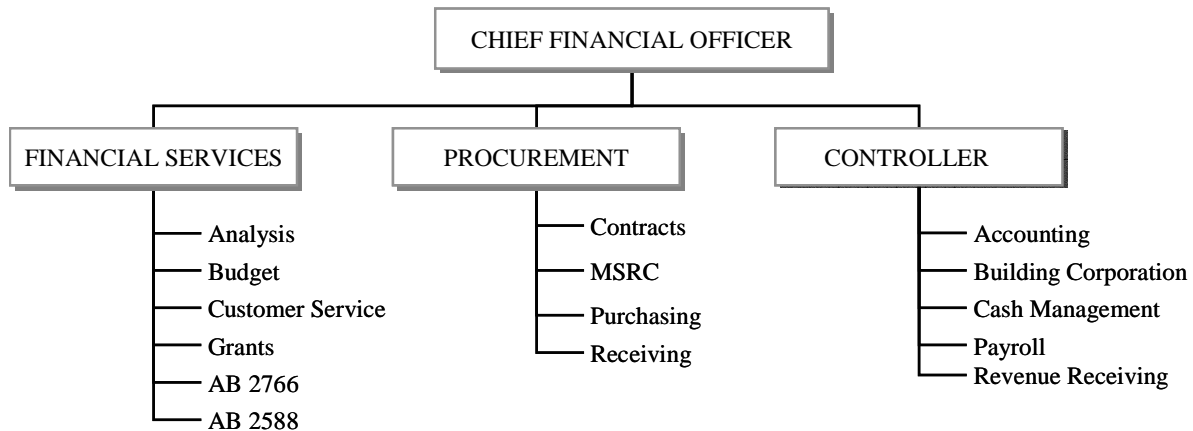 CHIEF FINANCIAL OFFICER
FINANCIAL SERVICES
Analysis
Budget
Customer Service
Grants
AB 2766
AB 2588
PROCUREMENT
Contracts
MSRC
Purchasing
Receiving
CONTROLLER
Accounting
Building Corporation
Cash Management
Payroll
Revenue Receiving